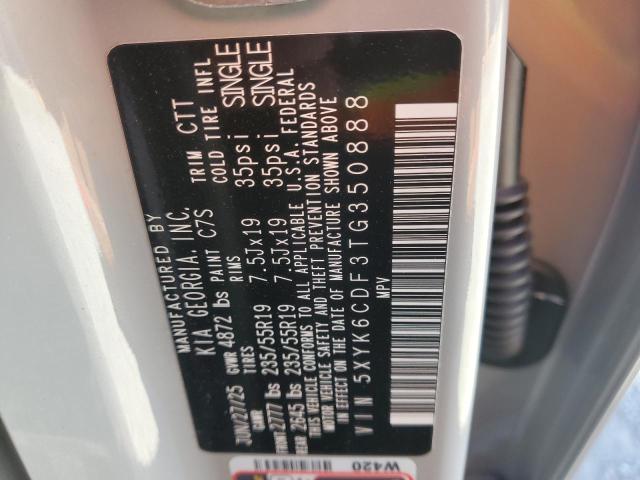 MANUFACTURED BY
KIA GEORGIA, INC.
JUN/27/25 GVWR 4872 lbs PAINT C7S TRIM CTT
GAWR TIRES RIMS COLD TIRE INFL
2777 lbs 235/55R19 7.5Jx19 35psi SINGLE
REAR 2645 lbs 235/55R19 7.5Jx19 35psi SINGLE
THIS VEHICLE CONFORMS TO ALL APPLICABLE U.S.A. FEDERAL
MOTOR VEHICLE SAFETY AND THEFT PREVENTION STANDARDS
IN EFFECT ON THE DATE OF MANUFACTURE SHOWN ABOVE
VIN 5XYK6CDF3TG350888
MPV
W420